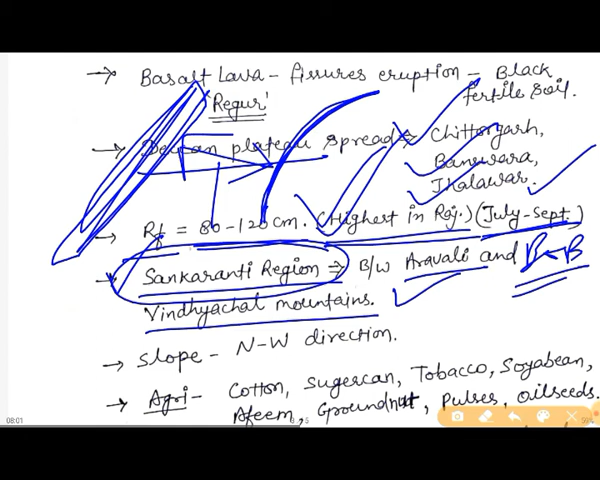 → Basalt Lava - fissures eruption - Black
fertile soil.
'Regur'
→ Deccan plateau spread ⇒ Chittorgarh,
Banswara,
Jhalawar.
→ Rf = 80-120cm. (Highest in Raj.) (July-Sept.)
→ Sankaranti Region ⇒ B/W Aravali and
Vindhyachal mountains.
→ Slope - N-W direction.
→ Agri - Cotton, Sugercan, Tobacco, Soyabean,
Afeem, Groundnut, Pulses, Oilseeds.
08:01